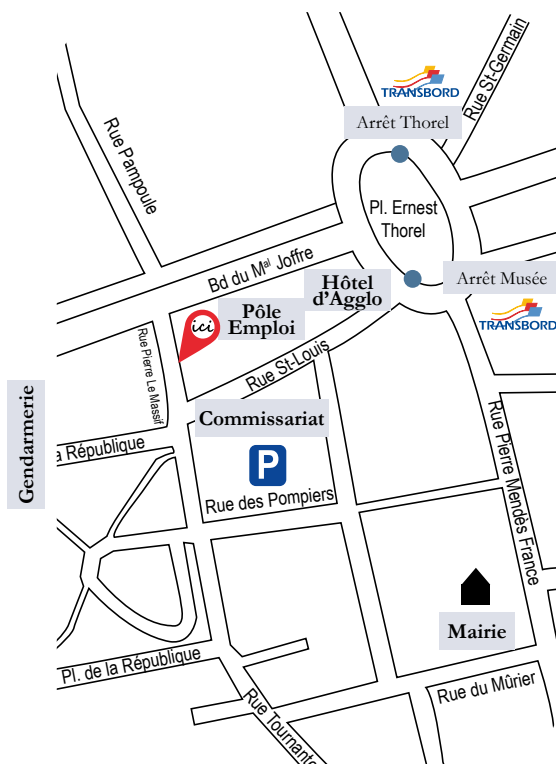 TRANSBORD
Rue St-Germain
Arrêt Thorel
Rue Pampoule
Pl. Ernest
Thorel
Bd du Mal Joffre
Hôtel
d'Agglo
Arrêt Musée
TRANSBORD
ici
Pôle
Emploi
Rue Pierre Le Massif
Rue St-Louis
Gendarmerie
Commissariat
la République
P
Rue des Pompiers
Rue Pierre Mendès France
Mairie
Pl. de la République
Rue du Mûrier
Rue Tournante